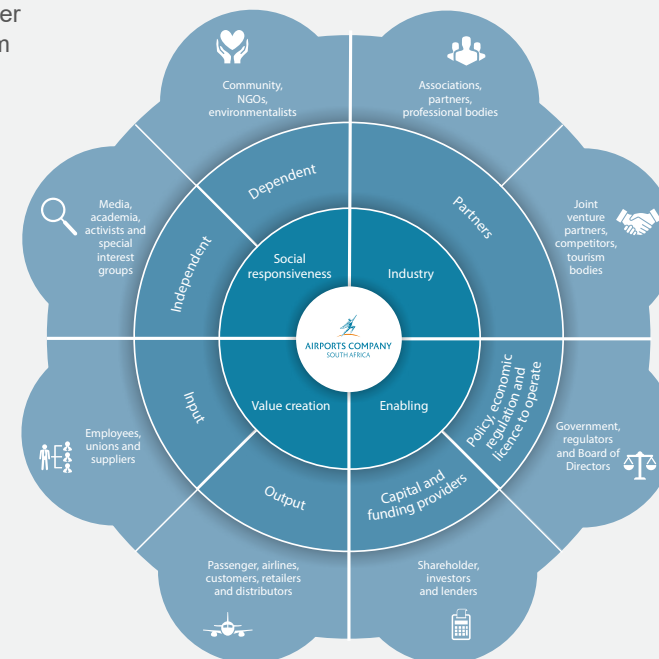 er
m
Community,
NGOs,
environmentalists
Associations,
partners,
professional bodies
Media,
academia,
activists and
special
interest
groups
Joint
venture
partners,
competitors,
tourism
bodies
Dependent
Partners
Independent
Social
responsiveness
Industry
AIRPORTS COMPANY
SOUTH AFRICA
Value creation
Enabling
Input
Output
Policy, economic
regulation and
licence to operate
Capital and
funding providers
Employees,
unions and
suppliers
Government,
regulators
and Board of
Directors
Passenger, airlines,
customers, retailers
and distributors
Shareholder,
investors
and lenders